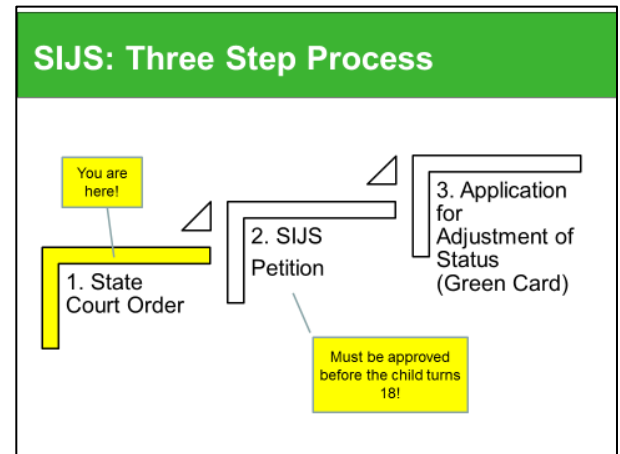 SIJS: Three Step Process
You are
here!
1. State
Court Order
2. SIJS
Petition
Must be approved
before the child turns
18!
3. Application
for
Adjustment of
Status
(Green Card)